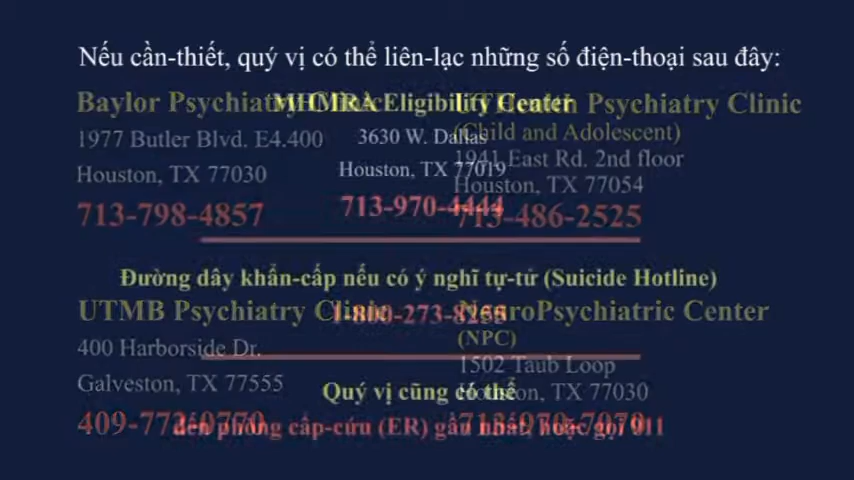 Nếu cần-thiết, quý vị có thể liên-lạc những số điện-thoại sau đây:
Baylor Psychiatry Clinic
1977 Butler Blvd. E4.400
Houston, TX 77030
713-798-4857
MHMRA Eligibility Center
3630 W. Dallas
Houston, TX 77019
713-970-4444
UTHealth Psychiatry Clinic
(Child and Adolescent)
1941 East Rd. 2nd floor
Houston, TX 77054
713-486-2525
Đường dây khẩn-cấp nếu có ý nghĩ tự-tử (Suicide Hotline)
1-800-273-8255
UTMB Psychiatry Clinic
400 Harborside Dr.
Galveston, TX 77555
NeuroPsychiatric Center
(NPC)
1502 Taub Loop
Houston, TX 77030
Quý vị cũng có thể
đến phòng cấp-cứu (ER) gần nhất, hoặc gọi 911